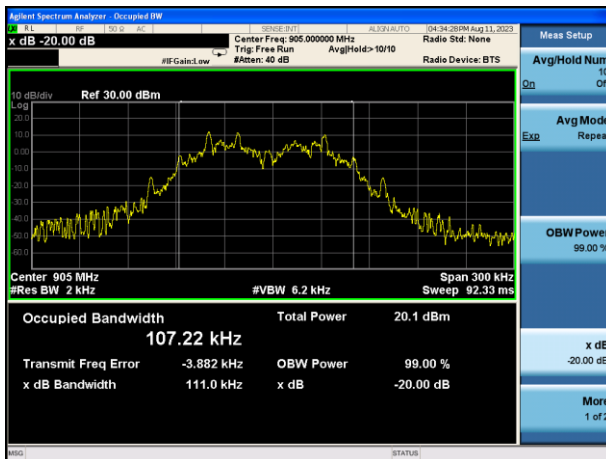 Agilent Spectrum Analyzer - Occupied BW
RL RF 50 Ω AC SENSE:INT ALIGN AUTO 04:34:28PM Aug 11, 2023
x dB -20.00 dB
Center Freq: 905.000000 MHz
Radio Std: None
Trig: Free Run Avg|Hold:>10/10
#IFGain:Low #Atten: 40 dB Radio Device: BTS
10 dB/div Ref 30.00 dBm
Log
20.0
10.0
0.00
-10.0
-20.0
-30.0
-40.0
-50.0
-60.0
Center 905 MHz Span 300 kHz
#Res BW 2 kHz #VBW 6.2 kHz Sweep 92.33 ms
Occupied Bandwidth Total Power 20.1 dBm
107.22 kHz
Transmit Freq Error -3.882 kHz OBW Power 99.00 %
x dB Bandwidth 111.0 kHz x dB -20.00 dB
MSG STATUS
Meas Setup
Avg/Hold Num
10
On Of
Avg Mode
Exp Repea
OBW Power
99.00 %
x dB
-20.00 dB
More
1 of 2